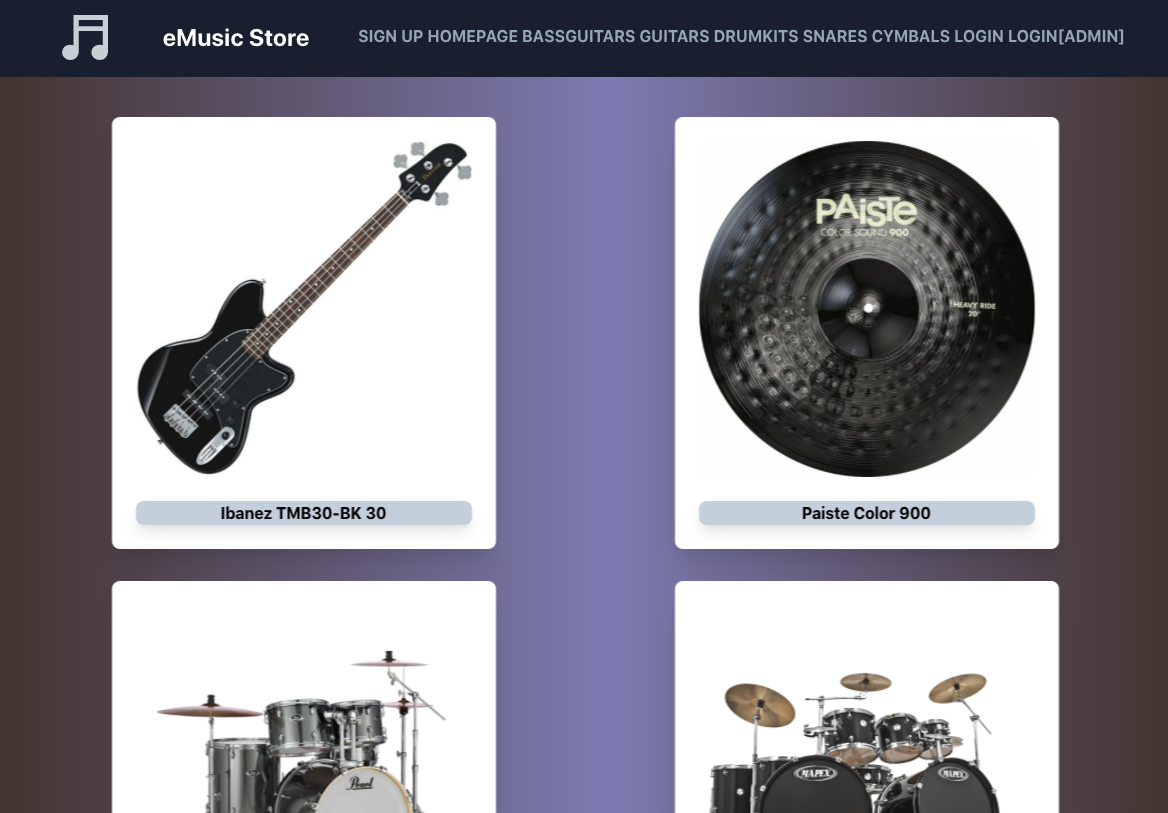 eMusic Store
SIGN UP HOMEPAGE BASSGUITARS GUITARS DRUMKITS SNARES CYMBALS LOGIN LOGIN[ADMIN]
Ibanez
PAiSTe
COLOR SOUND 900
HEAVY RIDE
20"
Ibanez TMB30-BK 30
Paiste Color 900
Pearl
MAPEX
MAPEX